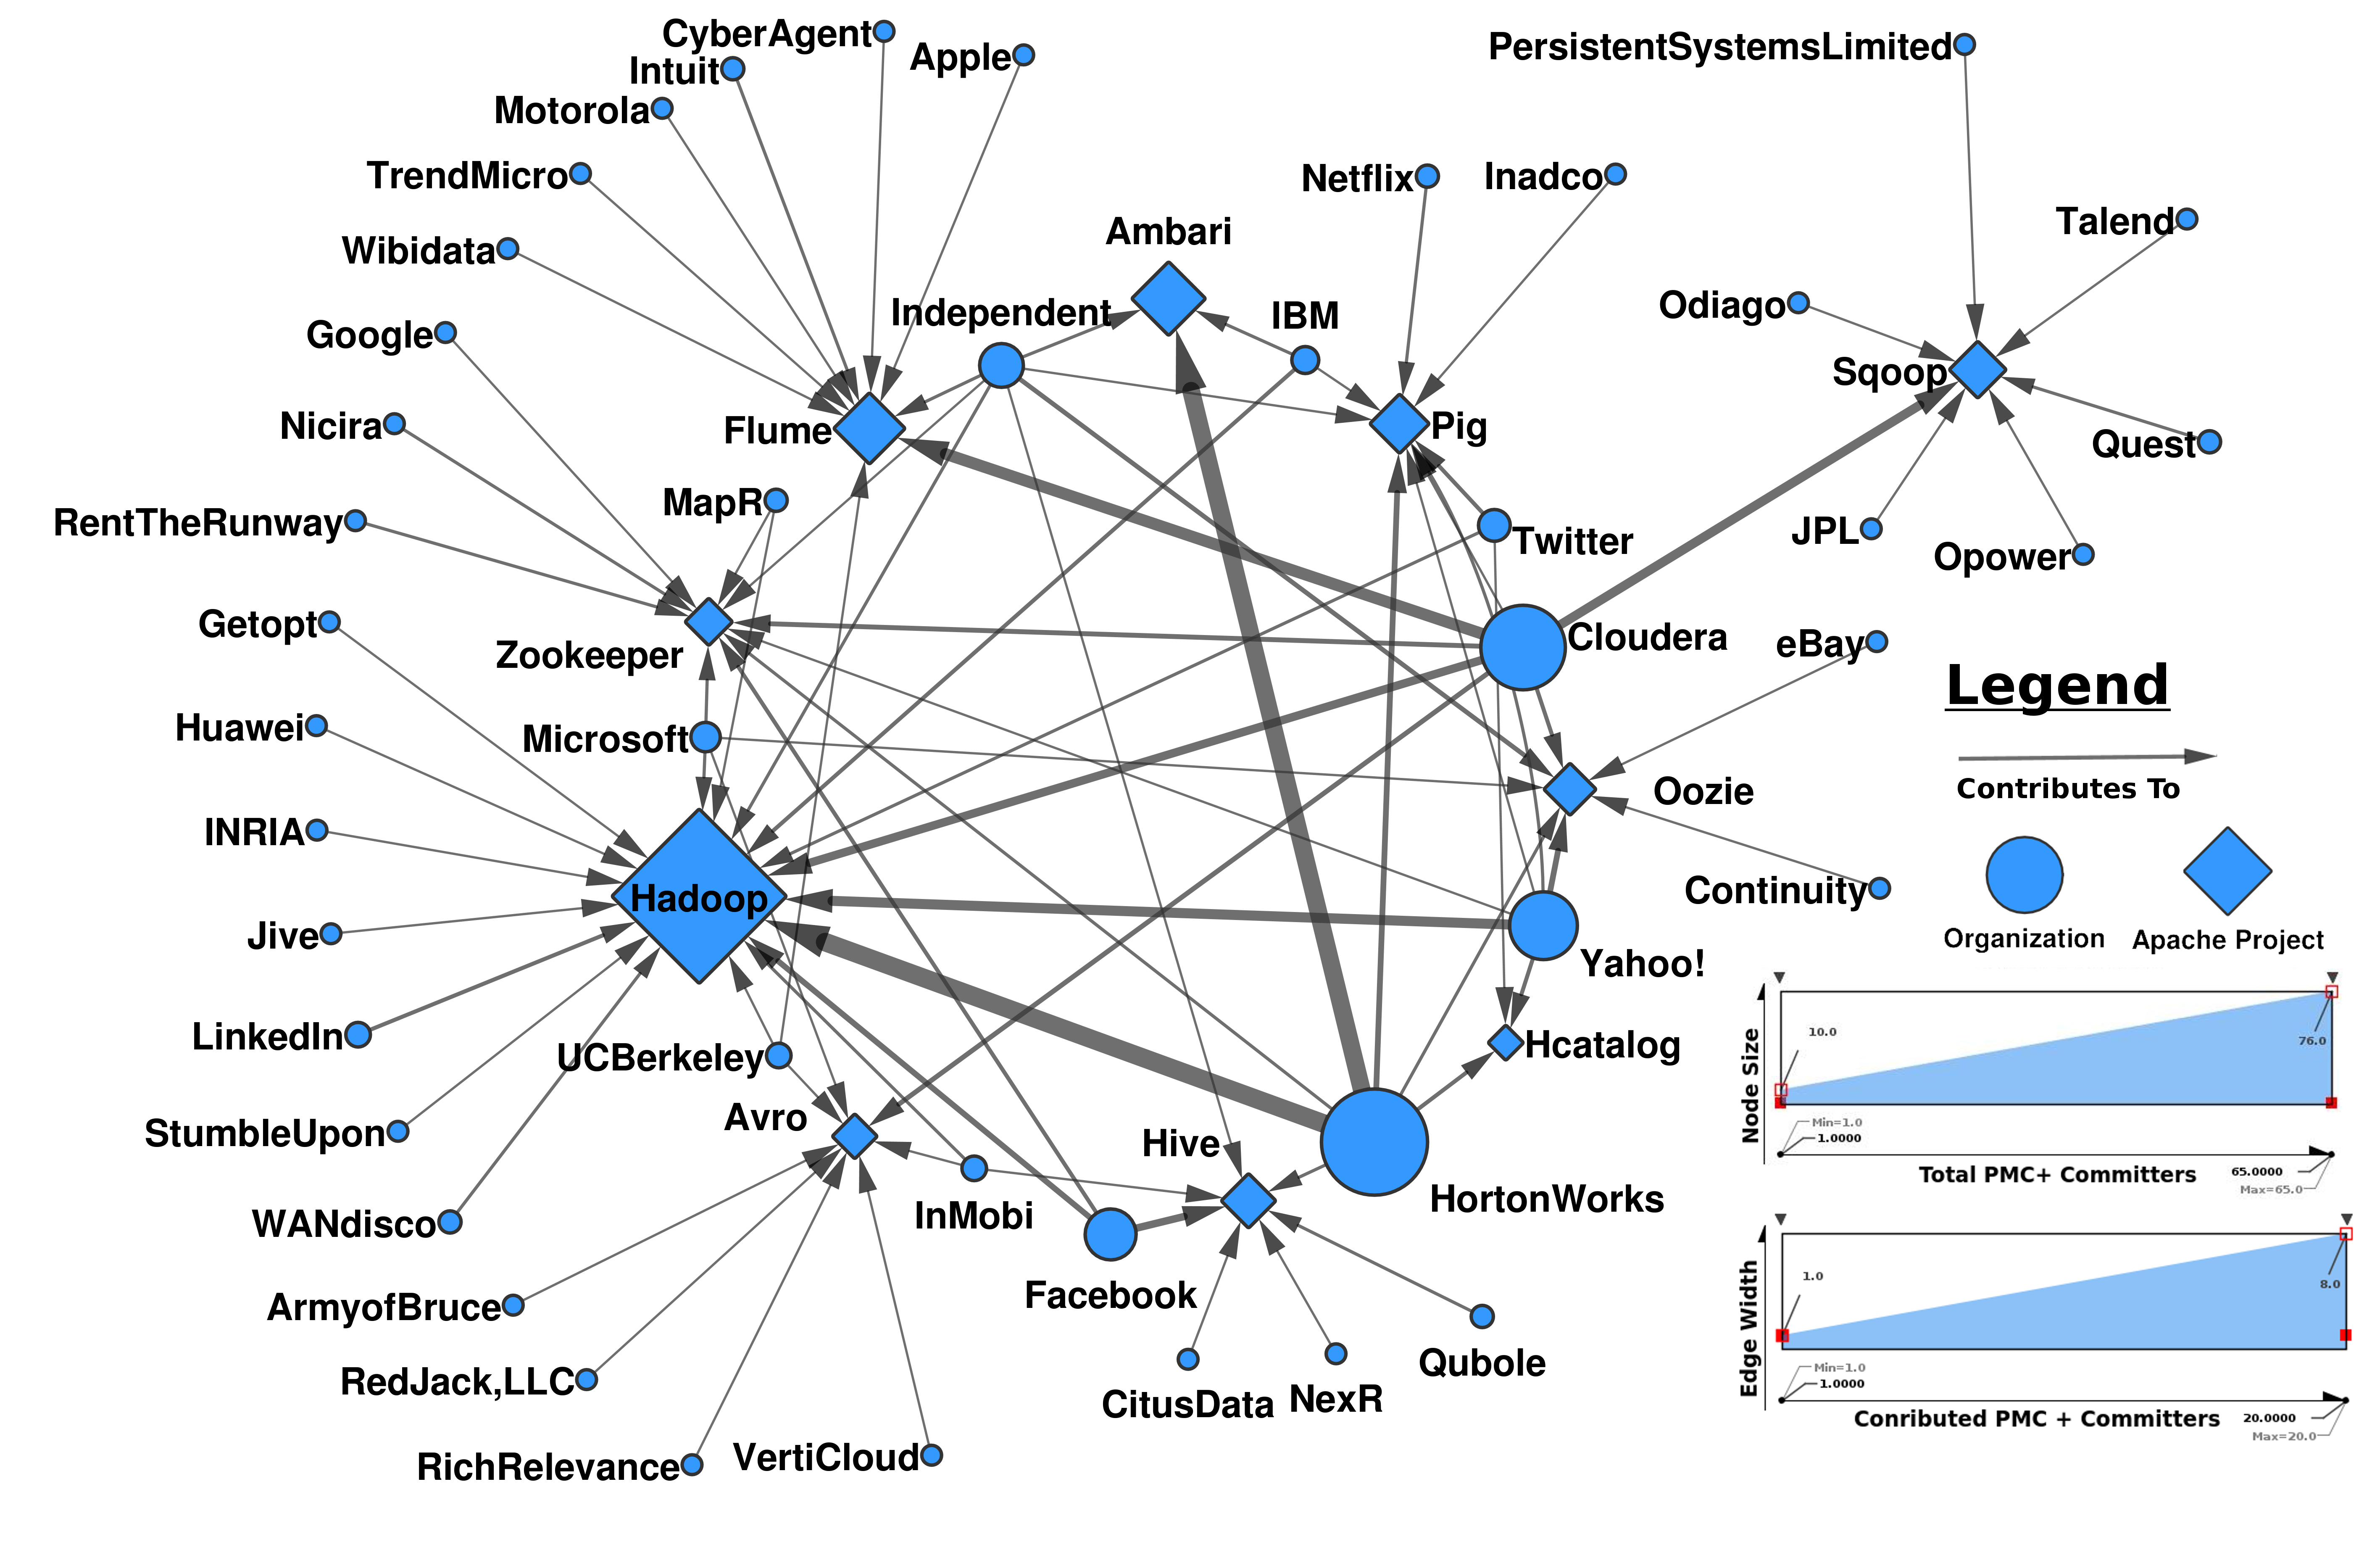 CyberAgent
Intuit
Apple
PersistentSystemsLimited
Motorola
TrendMicro
Netflix
Inadco
Wibidata
Ambari
Talend
Independent
IBM
Odiago
Google
Sqoop
Nicira
Flume
Pig
Quest
MapR
RentTheRunway
Twitter
JPL
Opower
Getopt
Zookeeper
Cloudera
eBay
Legend
Huawei
Microsoft
Oozie
Contributes To
INRIA
Hadoop
Continuity
Jive
Yahoo!
Organization
Apache Project
LinkedIn
UCBerkeley
Hcatalog
StumbleUpon
Avro
Hive
WANdisco
InMobi
HortonWorks
ArmyofBruce
Facebook
RedJack,LLC
CitusData
NexR
Qubole
RichRelevance
VertiCloud
Node Size
10.0
76.0
Min=1.0
1.0000
Total PMC+ Committers
65.0000
Max=65.0
Edge Width
1.0
8.0
Min=1.0
1.0000
Conributed PMC + Committers
20.0000
Max=20.0